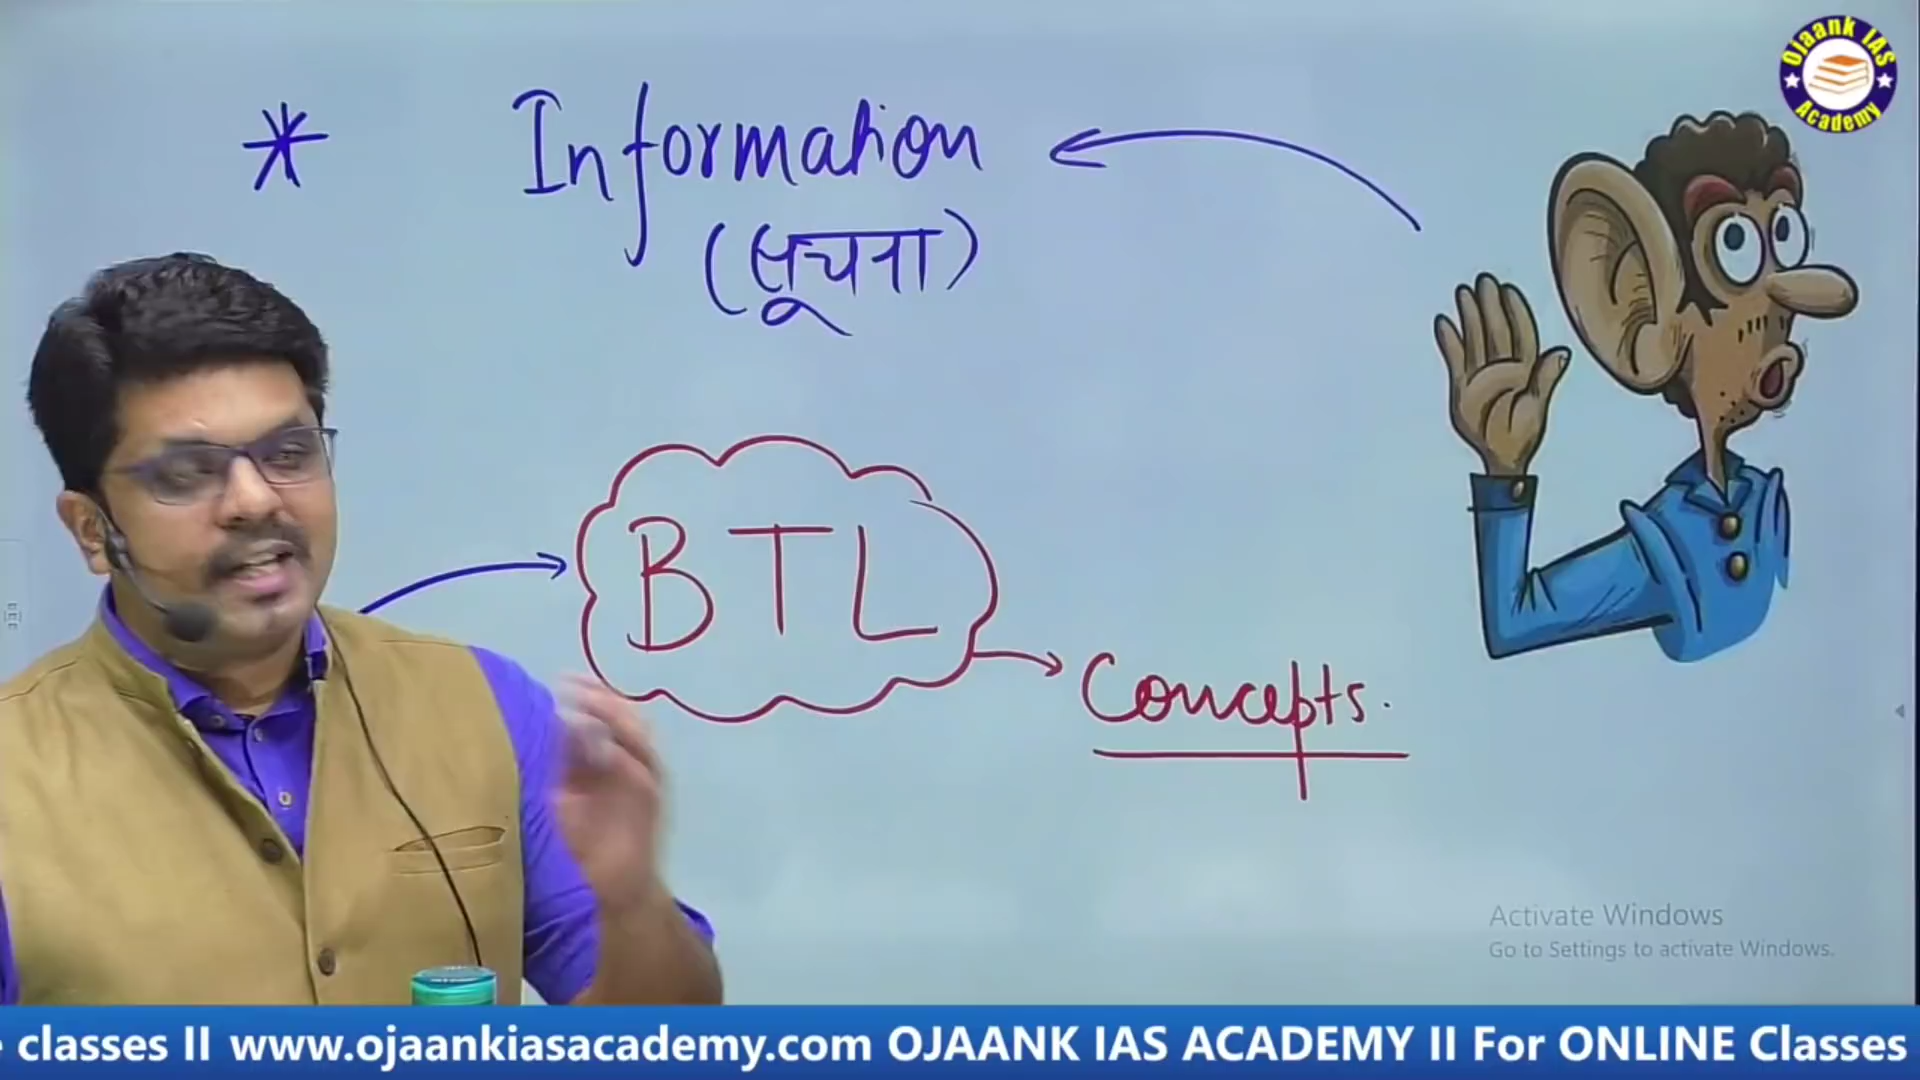 Ojaank IAS
Academy
* Information
(सूचना)
BTL
Concepts.
Activate Windows
Go to Settings to activate Windows.
classes II www.ojaankiasacademy.com OJAANK IAS ACADEMY II For ONLINE Classes